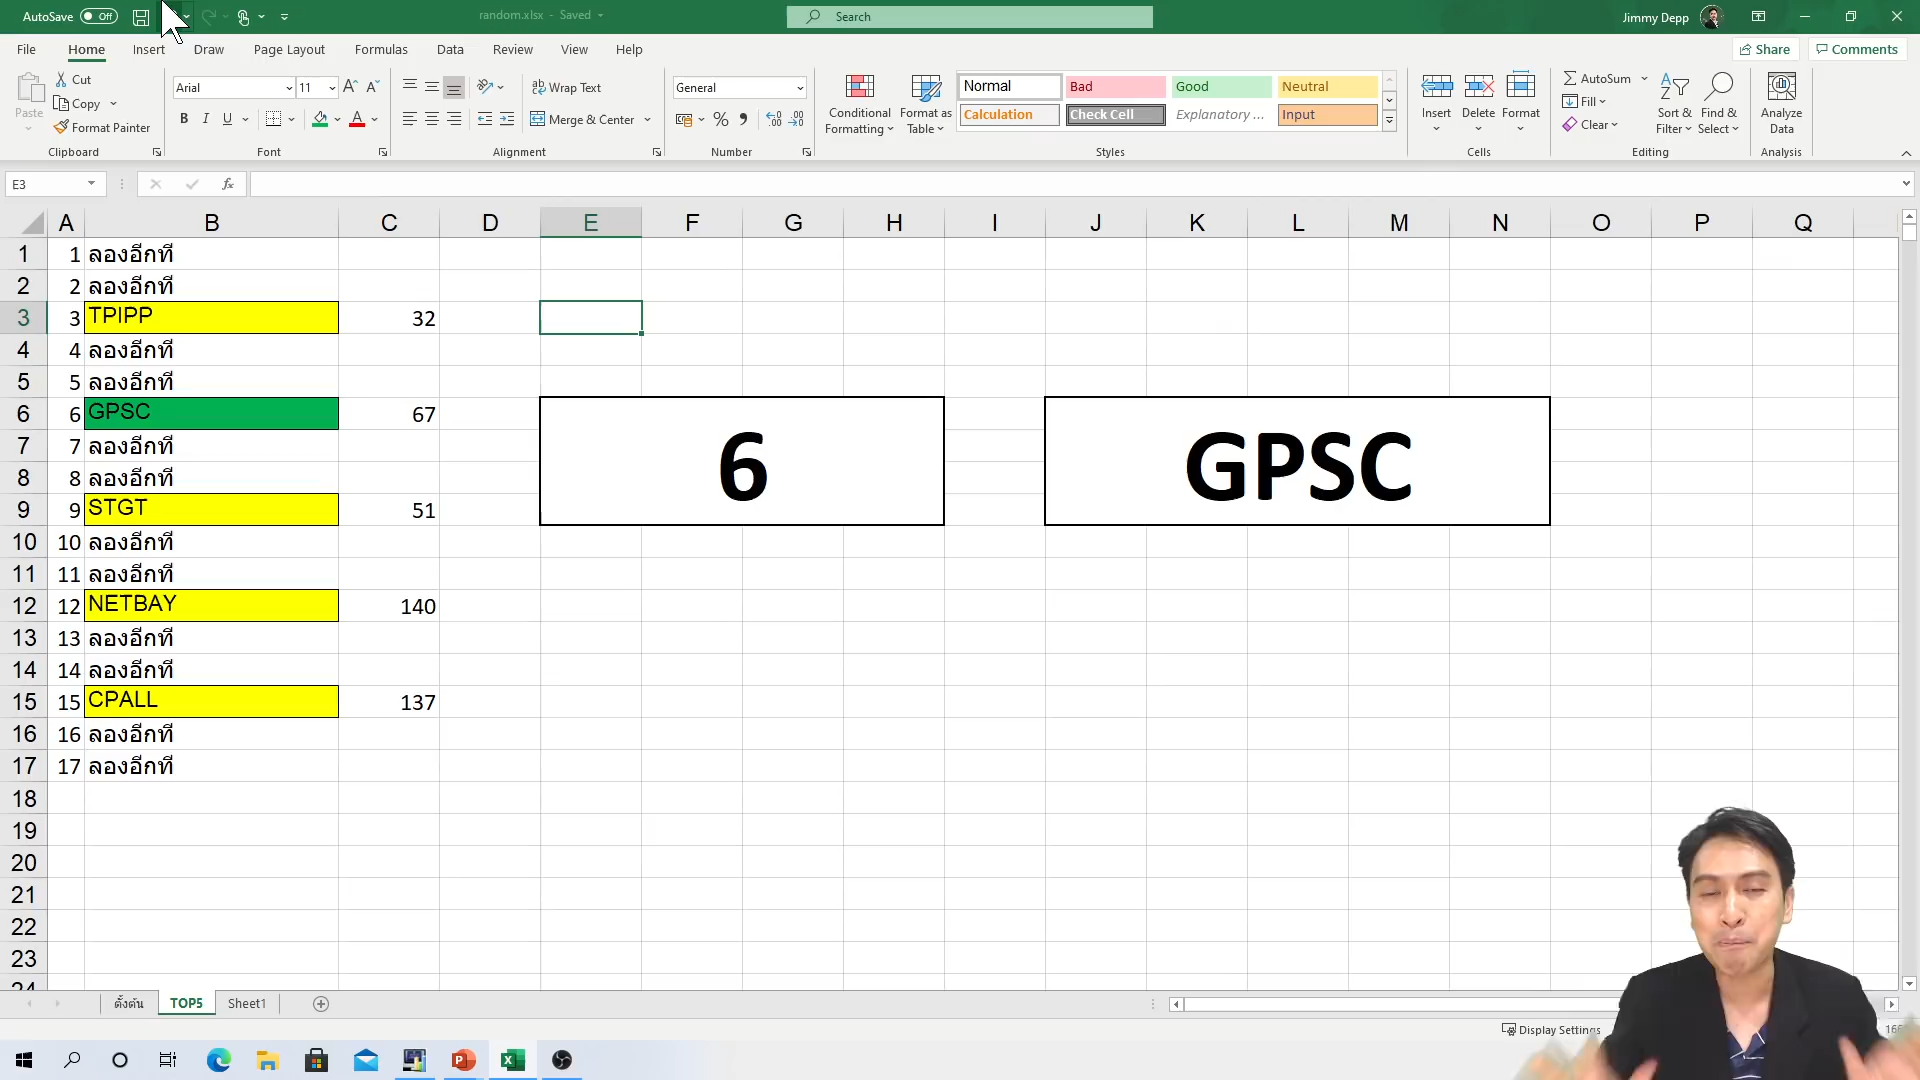 AutoSave Off random.xlsx - Saved Search Jimmy Depp
File Home Insert Draw Page Layout Formulas Data Review View Help Share Comments
Paste Cut Copy Format Painter Clipboard
Arial 11 B I U Font
Wrap Text Merge & Center Alignment
General % Number
Conditional Formatting Format as Table
Normal Bad Good Neutral
Calculation Check Cell Explanatory ... Input
Styles
Insert Delete Format Cells
AutoSum Fill Clear Sort & Filter Find & Select Editing
Analyze Data Analysis
E3 fx
A B C D E F G H I J K L M N O P Q
1 1 ลองอีกที
2 2 ลองอีกที
3 3 TPIPP 32
4 4 ลองอีกที
5 5 ลองอีกที
6 6 GPSC 67
7 7 ลองอีกที
8 8 ลองอีกที
6 GPSC
9 9 STGT 51
10 10 ลองอีกที
11 11 ลองอีกที
12 12 NETBAY 140
13 13 ลองอีกที
14 14 ลองอีกที
15 15 CPALL 137
16 16 ลองอีกที
17 17 ลองอีกที
18
19
20
21
22
23
24
ตั้งต้น TOP5 Sheet1
Display Settings